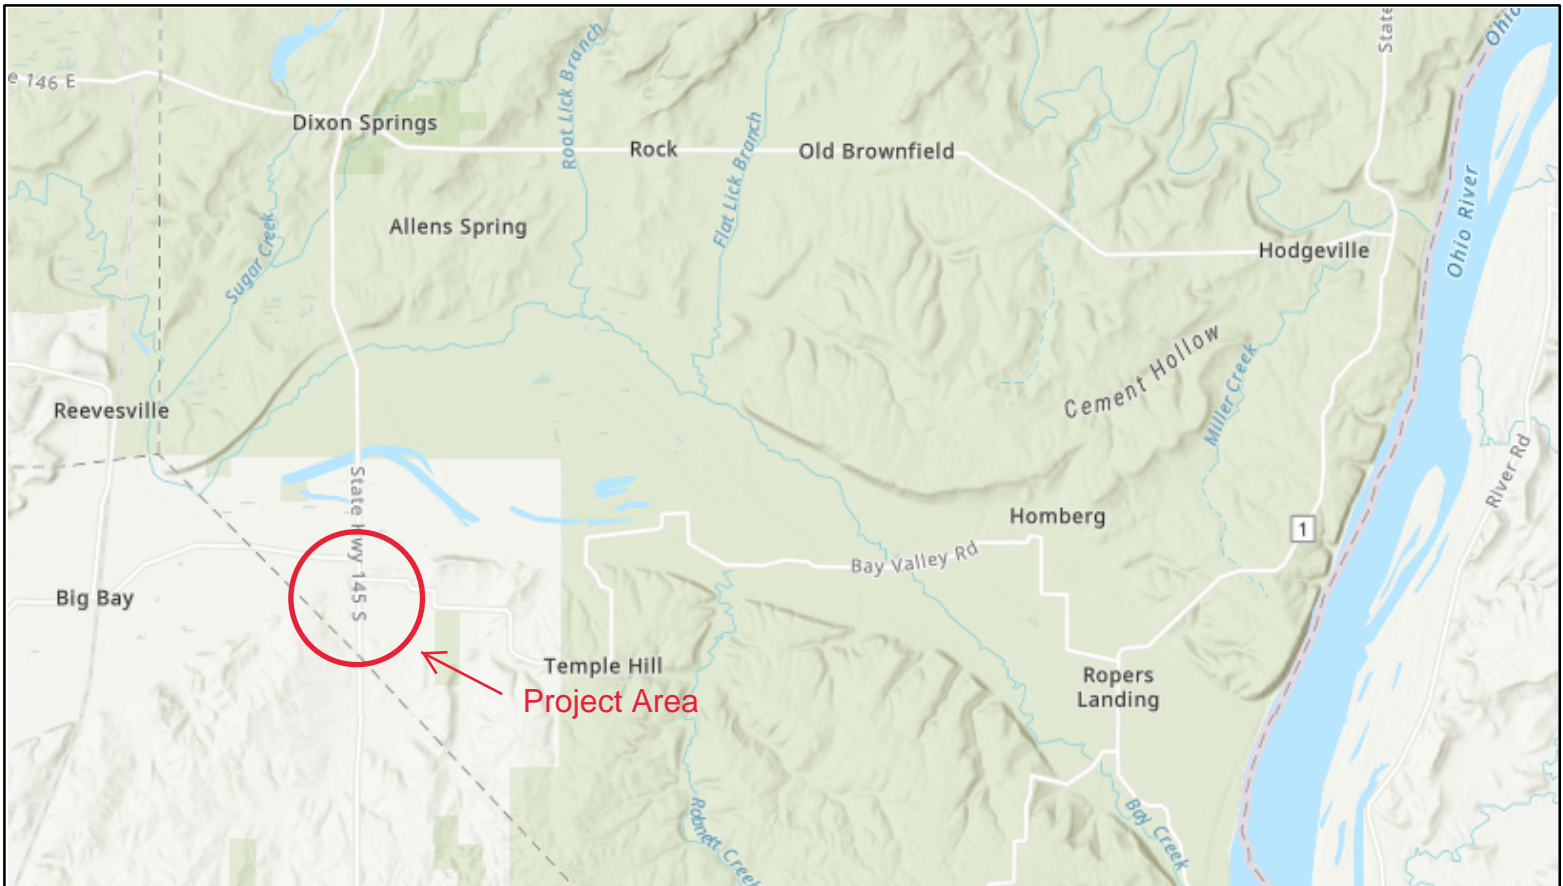 Ohio
State
e 146 E
Dixon Springs
Root Lick Branch
Flat Lick Branch
Rock
Old Brownfield
Allens Spring
Sugar Creek
Ohio River
Hodgeville
Cement Hollow
Miller Creek
Reevesville
State Hwy 145 S
River Rd
Homberg
1
Bay Valley Rd
Big Bay
Temple Hill
Project Area
Ropers
Landing
Robnett Creek
Bay Creek